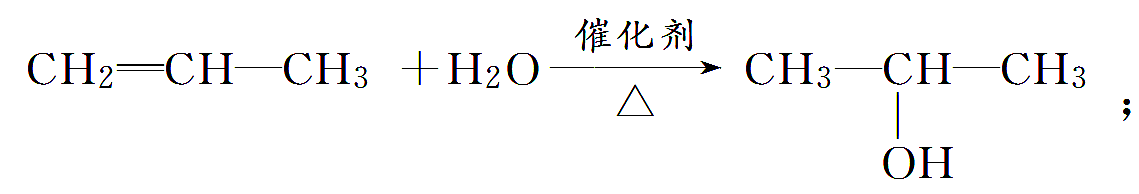 催化剂
CH2=CH—CH3 +H2O → CH3—CH—CH3 ;
△
OH